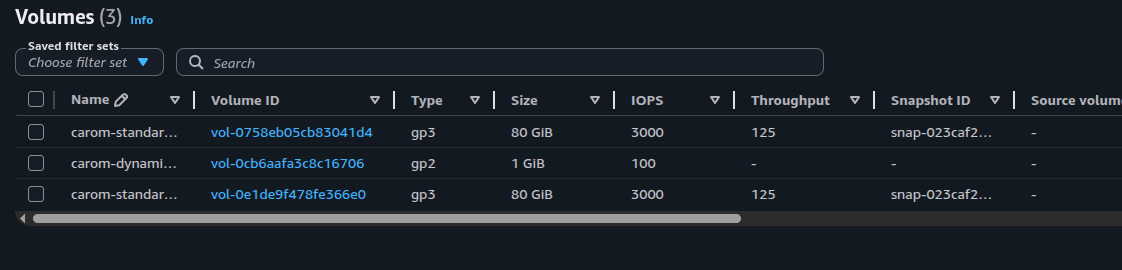 Volumes (3) Info
Saved filter sets
Choose filter set Search
Name Volume ID Type Size IOPS Throughput Snapshot ID Source volum
carom-standar... vol-0758eb05cb83041d4 gp3 80 GiB 3000 125 snap-023caf2... -
carom-dynami... vol-0cb6aafa3c8c16706 gp2 1 GiB 100 - - -
carom-standar... vol-0e1de9f478fe366e0 gp3 80 GiB 3000 125 snap-023caf2... -